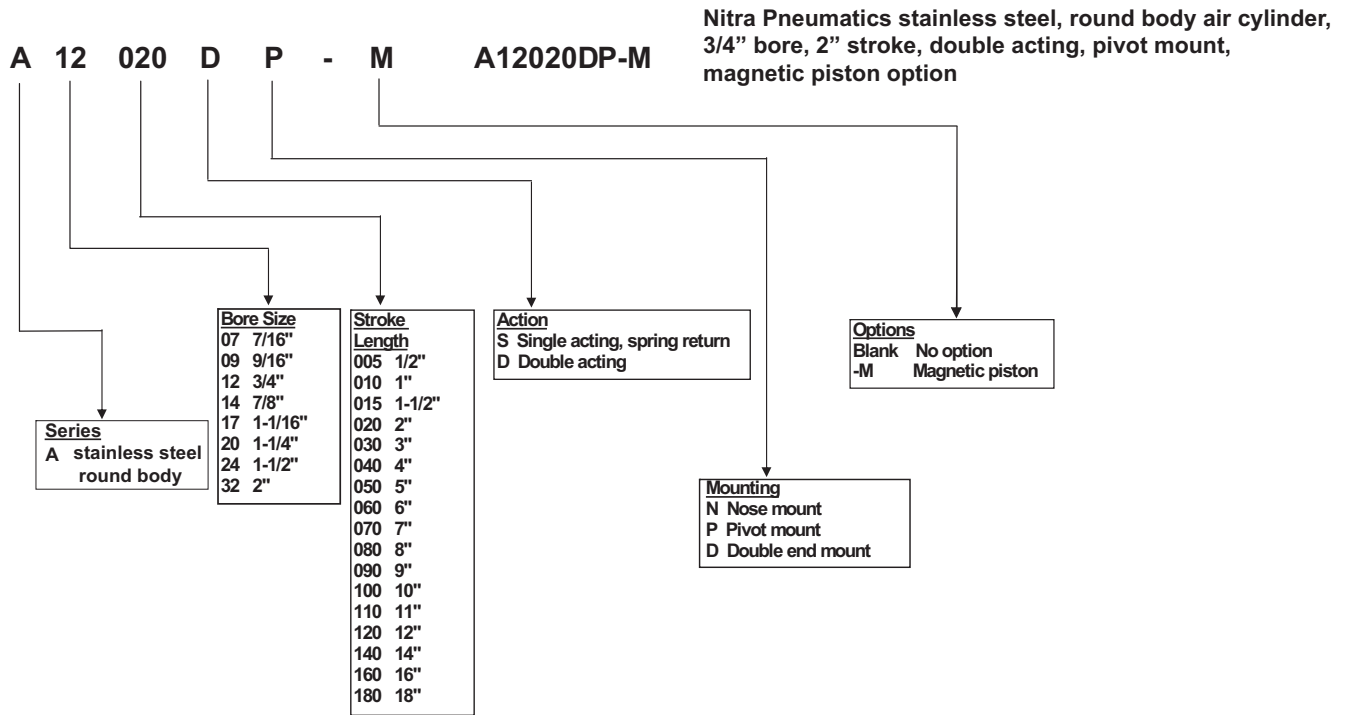 Nitra Pneumatics stainless steel, round body air cylinder,
3/4” bore, 2” stroke, double acting, pivot mount,
magnetic piston option
A 12 020 D P - M A12020DP-M
Series
A stainless steel
round body
Bore Size
07 7/16"
09 9/16"
12 3/4"
14 7/8"
17 1-1/16"
20 1-1/4"
24 1-1/2"
32 2"
Stroke
Length
005 1/2"
010 1"
015 1-1/2"
020 2"
030 3"
040 4"
050 5"
060 6"
070 7"
080 8"
090 9"
100 10"
110 11"
120 12"
140 14"
160 16"
180 18"
Action
S Single acting, spring return
D Double acting
Mounting
N Nose mount
P Pivot mount
D Double end mount
Options
Blank No option
-M Magnetic piston